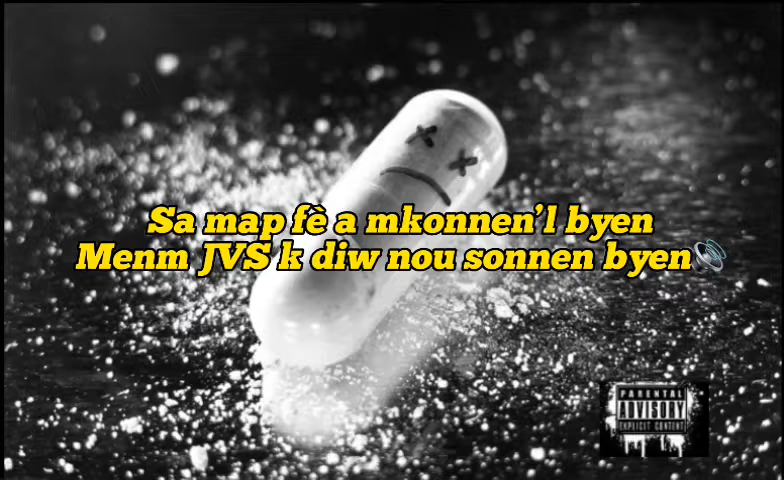 Sa map fè a mkonnen’l byen
Menm JVS k diw nou sonnen byen🔊
PARENTAL
ADVISORY
EXPLICIT CONTENT